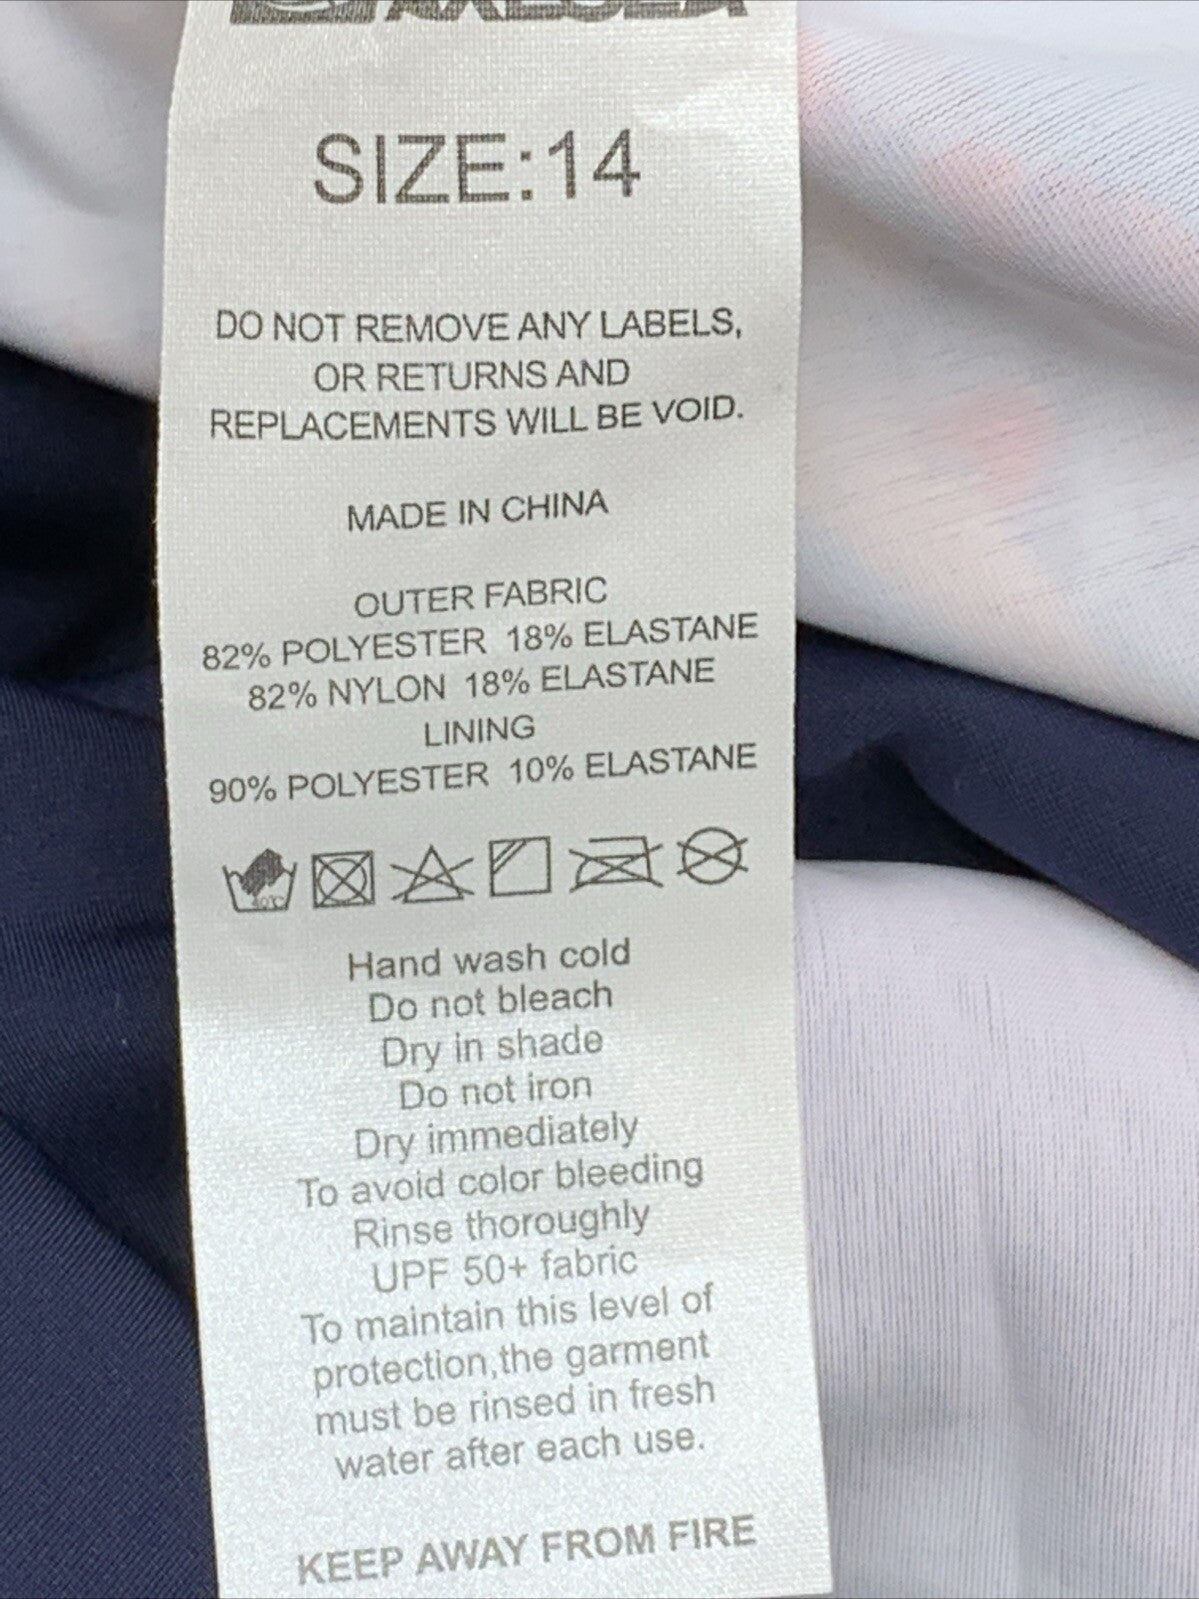 SIZE:14
DO NOT REMOVE ANY LABELS,
OR RETURNS AND
REPLACEMENTS WILL BE VOID.
MADE IN CHINA
OUTER FABRIC
82% POLYESTER 18% ELASTANE
82% NYLON 18% ELASTANE
LINING
90% POLYESTER 10% ELASTANE
Hand wash cold
Do not bleach
Dry in shade
Do not iron
Dry immediately
To avoid color bleeding
Rinse thoroughly
UPF 50+ fabric
To maintain this level of
protection,the garment
must be rinsed in fresh
water after each use.
KEEP AWAY FROM FIRE